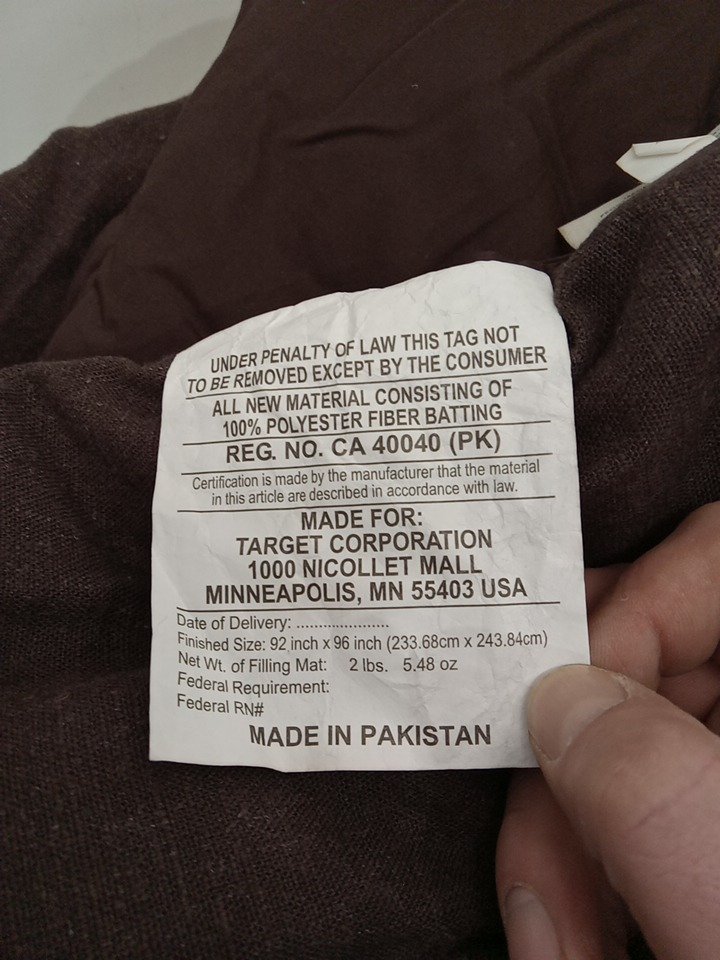 UNDER PENALTY OF LAW THIS TAG NOT
TO BE REMOVED EXCEPT BY THE CONSUMER
ALL NEW MATERIAL CONSISTING OF
100% POLYESTER FIBER BATTING
REG. NO. CA 40040 (PK)
Certification is made by the manufacturer that the material
in this article are described in accordance with law.
MADE FOR:
TARGET CORPORATION
1000 NICOLLET MALL
MINNEAPOLIS, MN 55403 USA
Date of Delivery: .....................
Finished Size: 92 inch x 96 inch (233.68cm x 243.84cm)
Net Wt. of Filling Mat: 2 lbs. 5.48 oz
Federal Requirement:
Federal RN#
MADE IN PAKISTAN